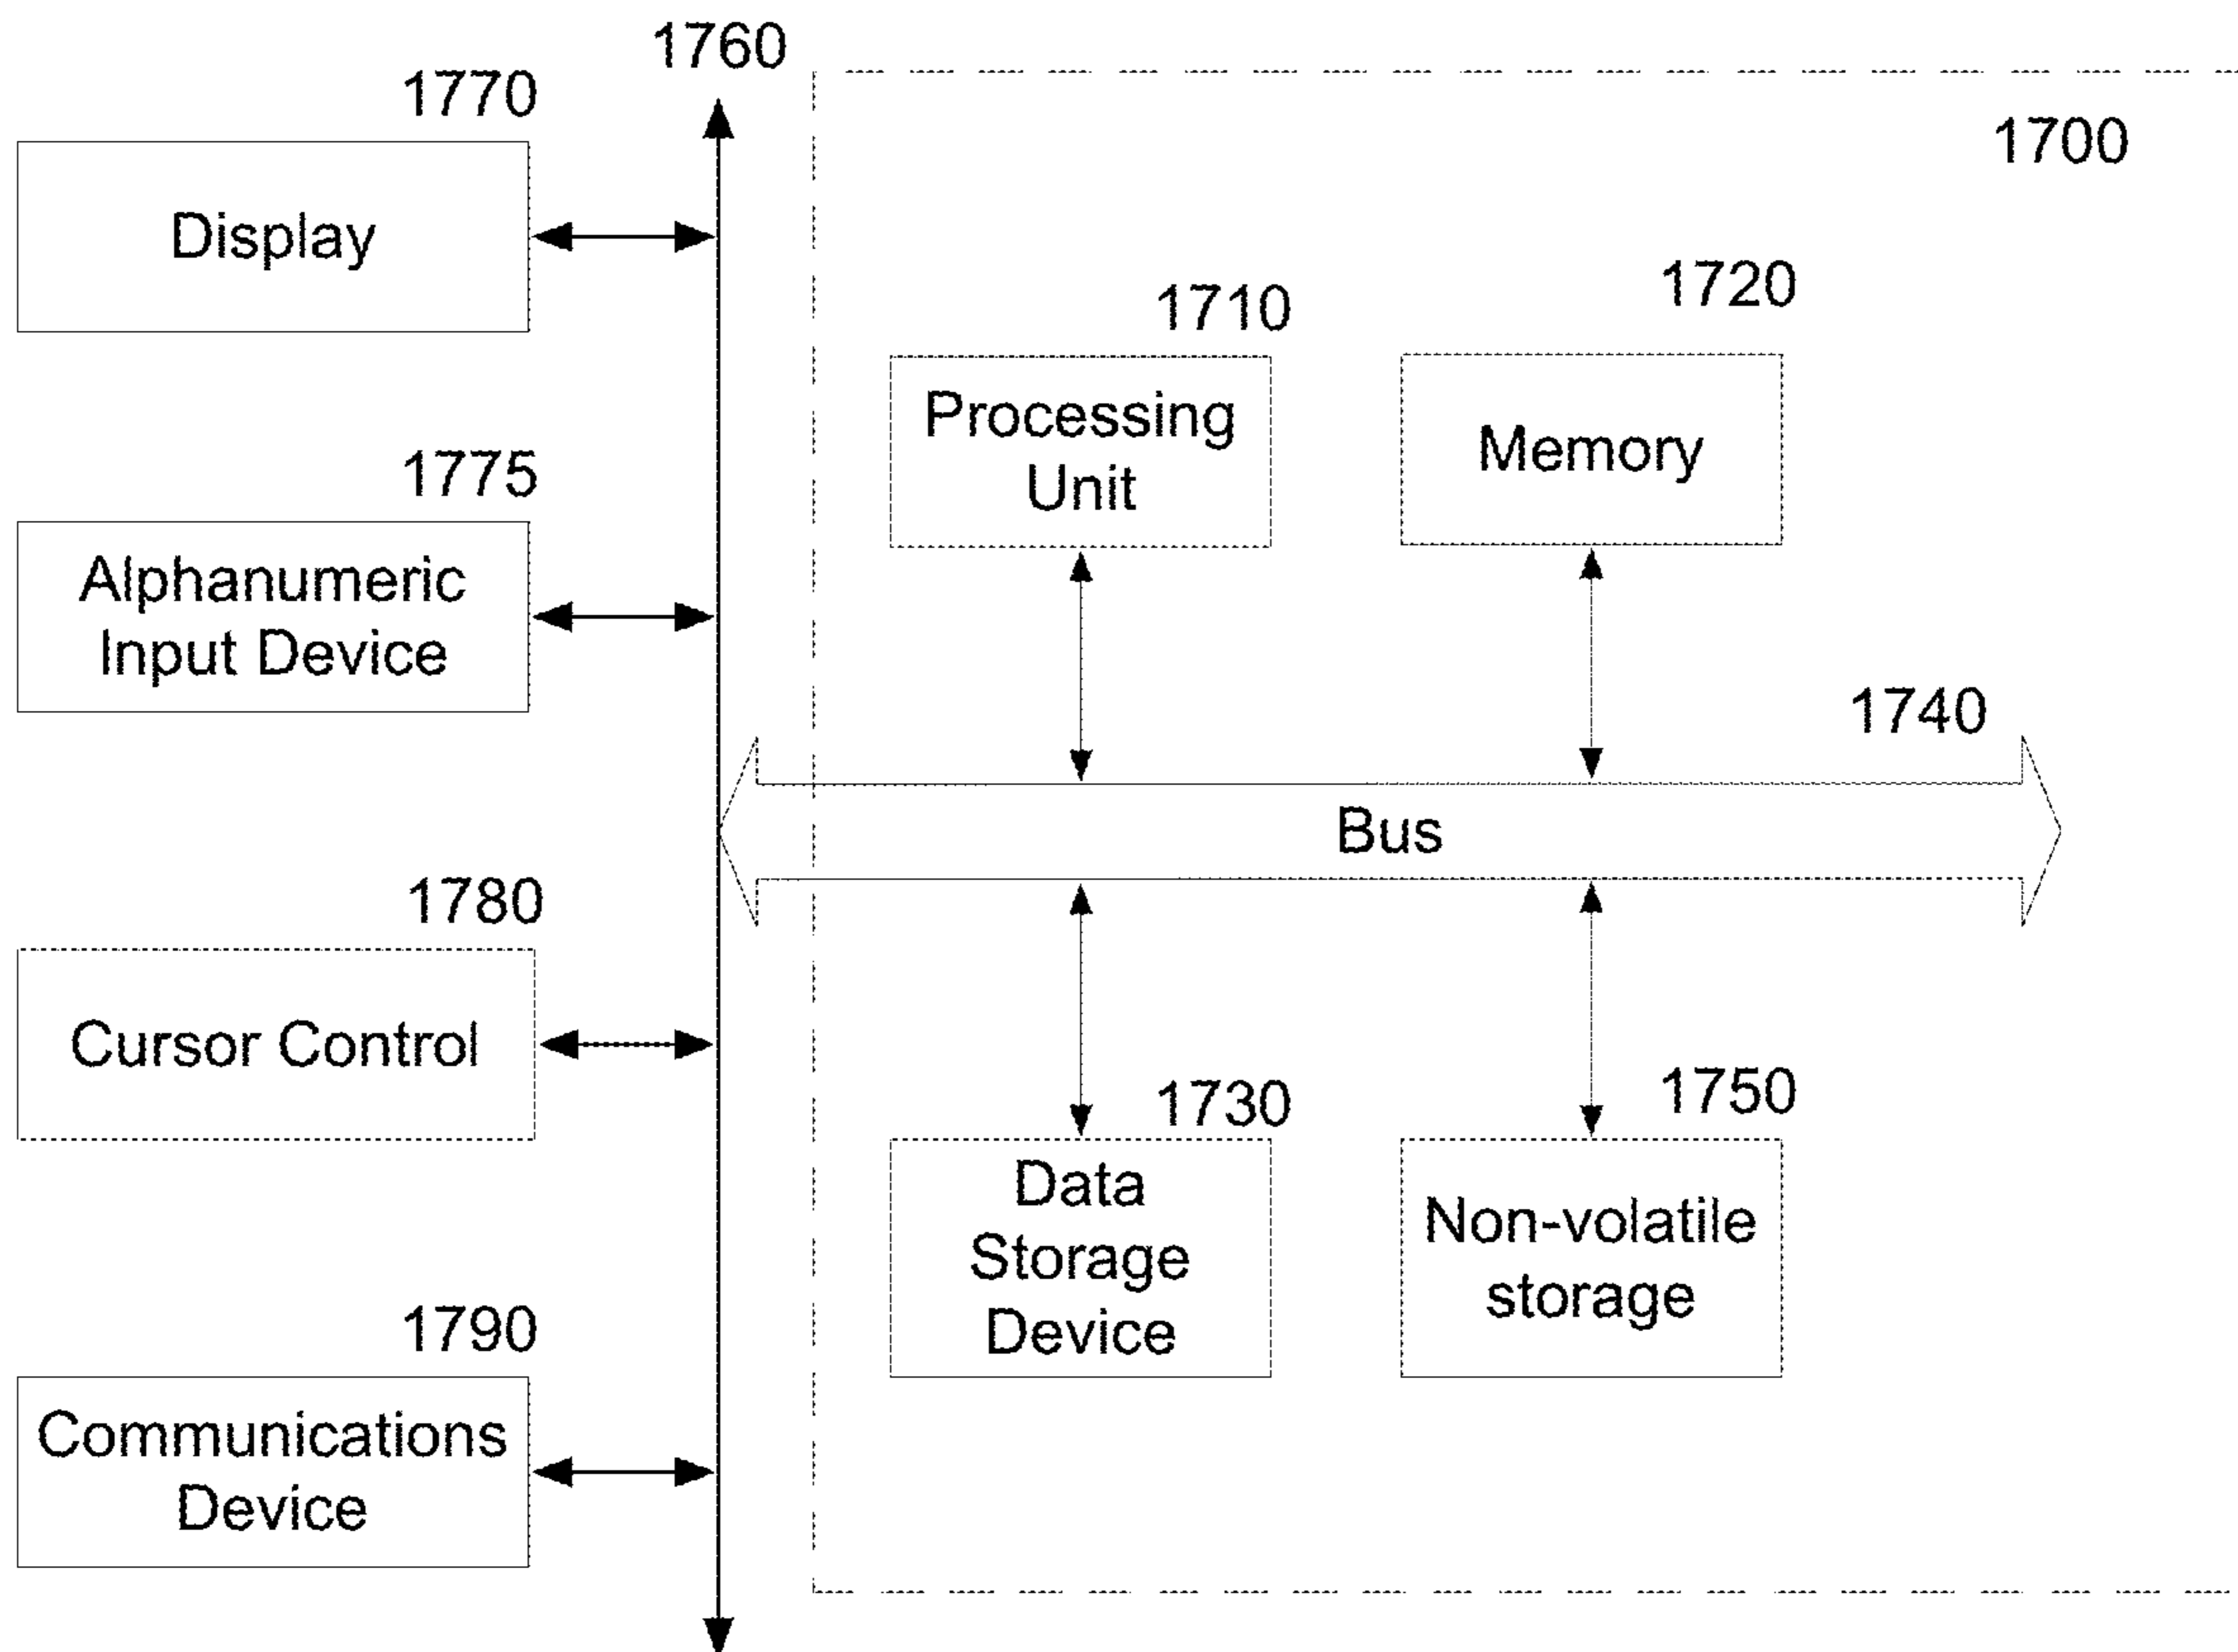 1760
1770
Display
1775
Alphanumeric
Input Device
1780
Cursor Control
1790
Communications
Device
1700
1710
Processing
Unit
1720
Memory
1740
Bus
1730
Data
Storage
Device
1750
Non-volatile
storage